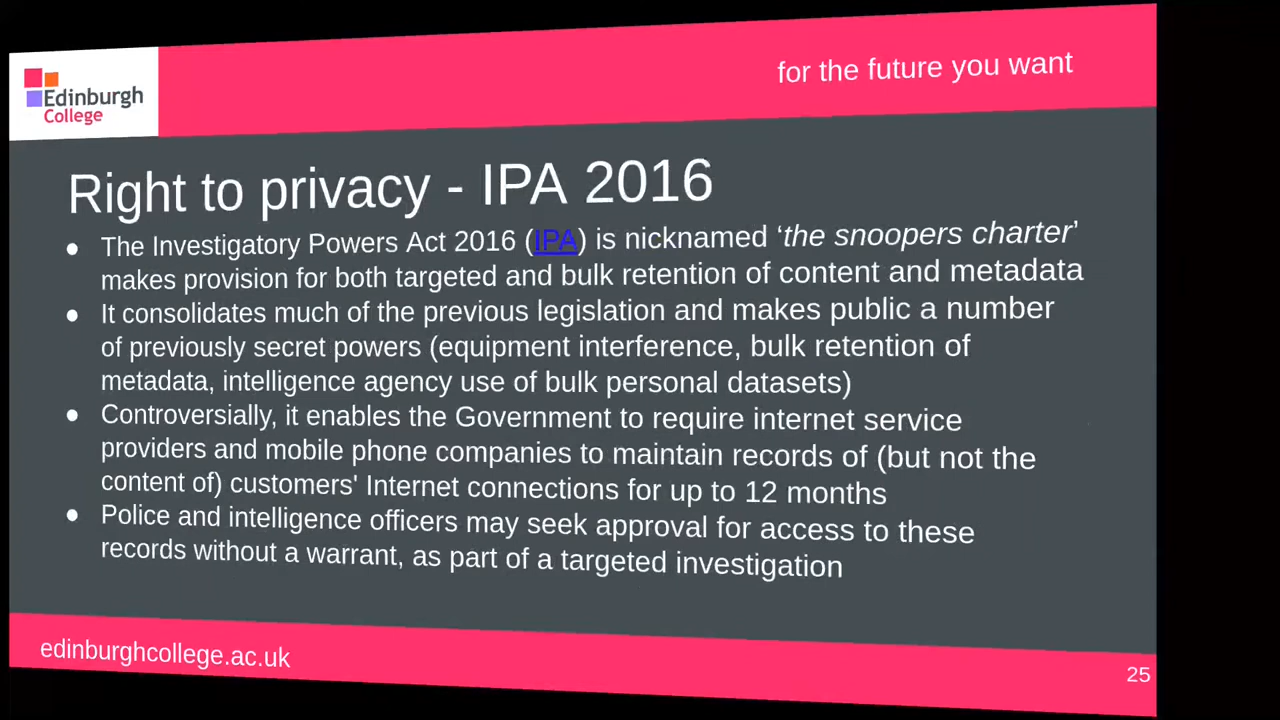 Edinburgh
College
for the future you want
Right to privacy - IPA 2016
● The Investigatory Powers Act 2016 (IPA) is nicknamed ‘the snoopers charter’
makes provision for both targeted and bulk retention of content and metadata
● It consolidates much of the previous legislation and makes public a number
of previously secret powers (equipment interference, bulk retention of
metadata, intelligence agency use of bulk personal datasets)
● Controversially, it enables the Government to require internet service
providers and mobile phone companies to maintain records of (but not the
content of) customers' Internet connections for up to 12 months
● Police and intelligence officers may seek approval for access to these
records without a warrant, as part of a targeted investigation
edinburghcollege.ac.uk
25